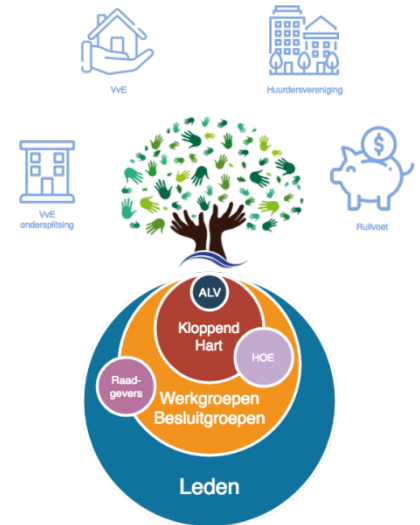 VvE
Huurdersvereniging
VvE
ondersplitsing
Ruilvoet
ALV
Kloppend
Hart
HOE
Raad-
gevers
Werkgroepen
Besluitgroepen
Leden